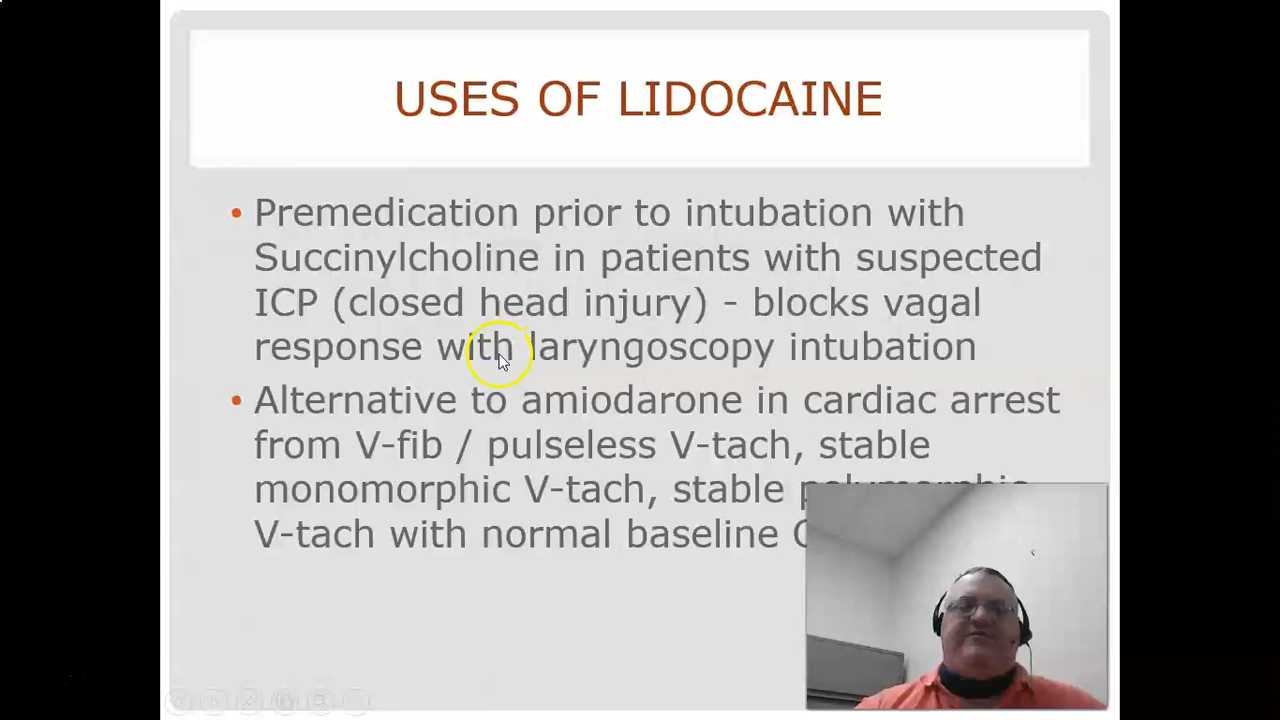 USES OF LIDOCAINE
• Premedication prior to intubation with
Succinylcholine in patients with suspected
ICP (closed head injury) - blocks vagal
response with laryngoscopy intubation
• Alternative to amiodarone in cardiac arrest
from V-fib / pulseless V-tach, stable
monomorphic V-tach, stable polymorphic
V-tach with normal baseline